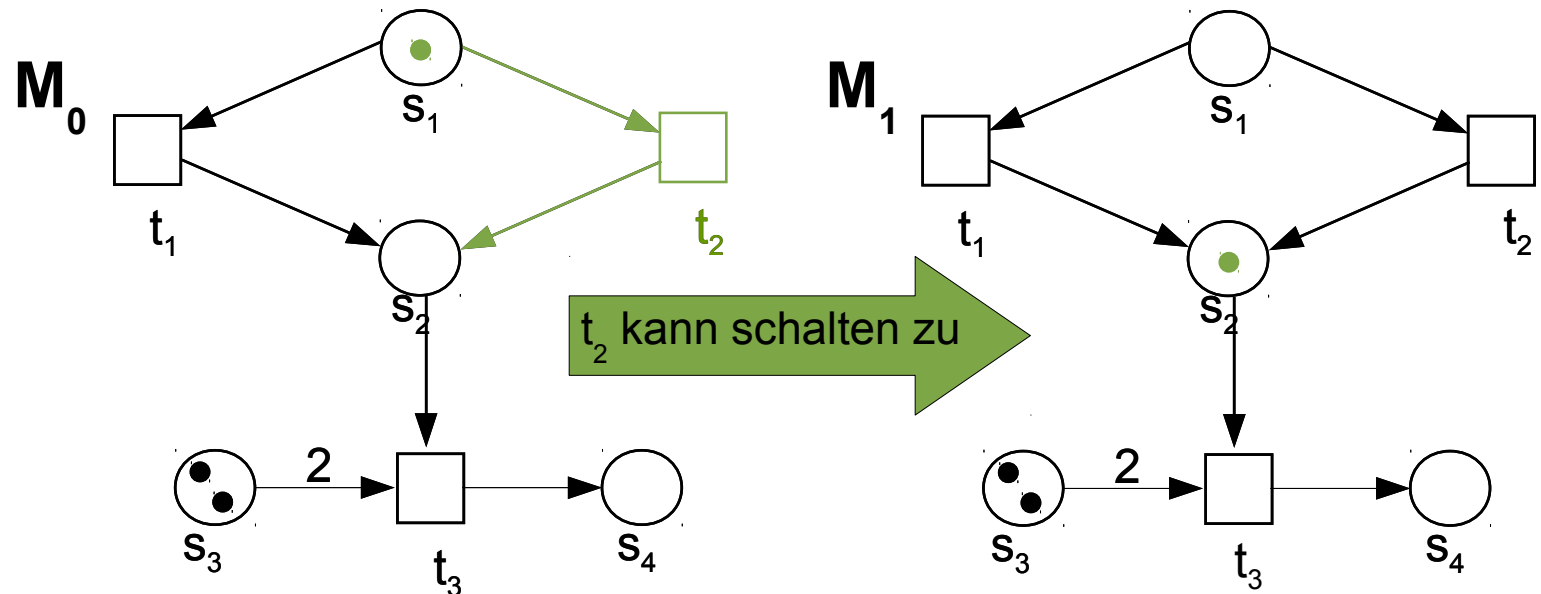 M₀
s₁
t₁
t₂
s₂
2
s₃
t₃
s₄
t₂ kann schalten zu
M₁
s₁
t₁
t₂
s₂
2
s₃
t₃
s₄